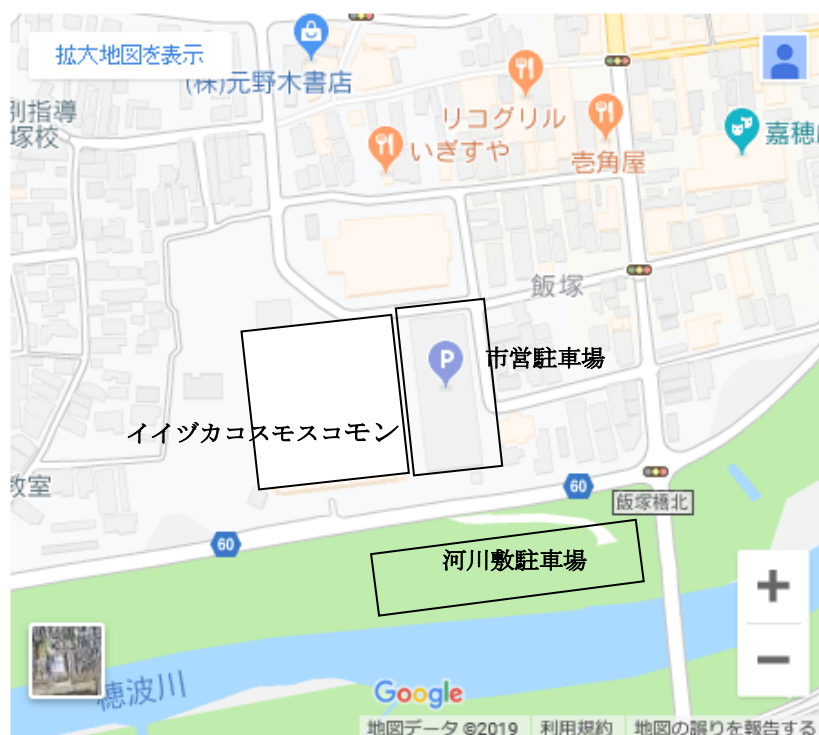 拡大地図を表示
(株)元野木書店
別指導
塚校
リコグリル
いぎすや
壱角屋
嘉穂
飯塚
P
市営駐車場
イイヅカコスモスコモン
教室
60
飯塚橋北
60
河川敷駐車場
+
−
穂波川
Google
地図データ ©2019 利用規約 地図の誤りを報告する